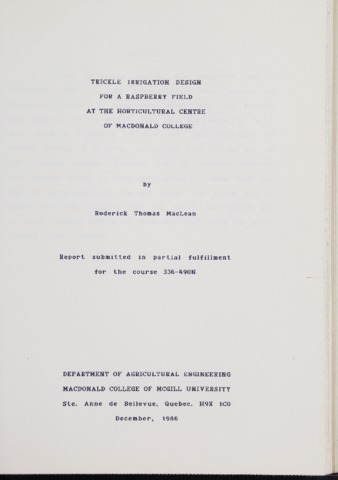 TRICKLE IRRIGATION DESIGN
FOR A RASPBERRY FIELD
AT THE HORTICULTURAL CENTRE
OF MACDONALD COLLEGE
by
Roderick Thomas MacLean
Report submitted in partial fulfillment
for the course 336-490N
DEPARTMENT OF AGRICULTURAL ENGINEERING
MACDONALD COLLEGE OF MCGILL UNIVERSITY
Ste. Anne de Bellevue, Quebec. H9X 1C0
December, 1986